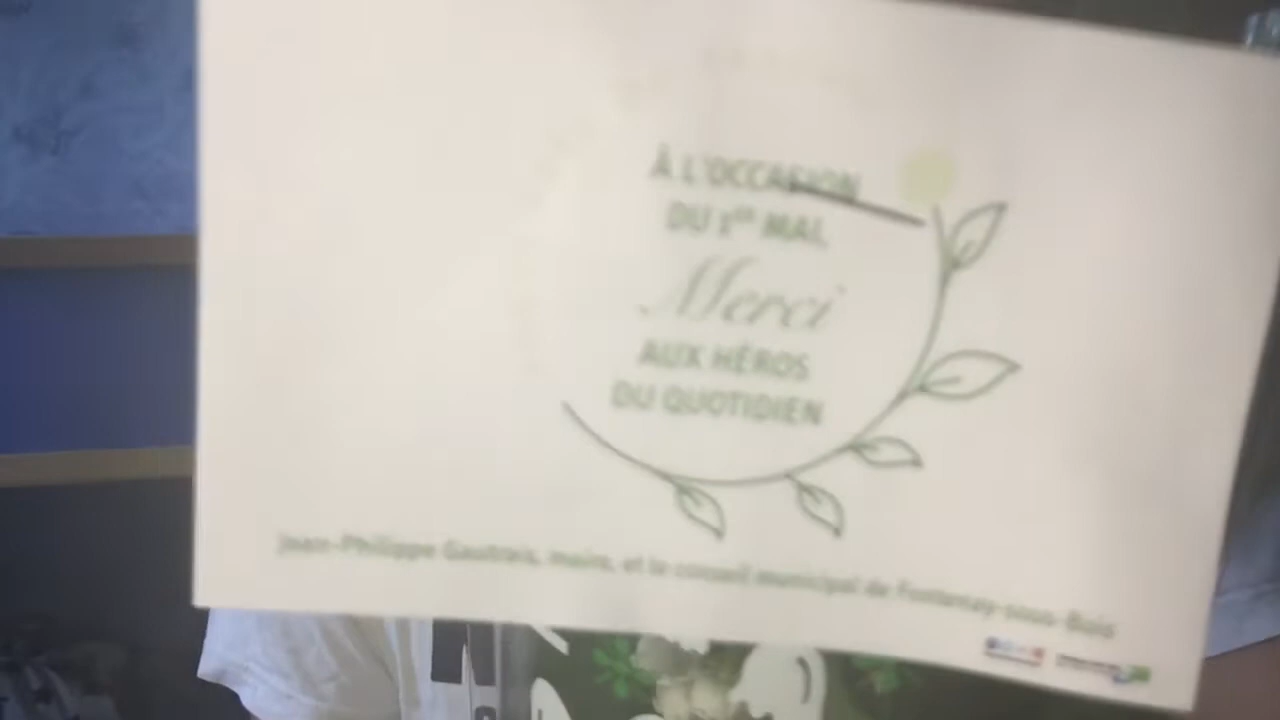 À L'OCCASION
DU 1ER MAI,
Merci
AUX HÉROS
DU QUOTIDIEN
Jean-Philippe Gautrais, maire, et le conseil municipal de Fontenay-sous-Bois